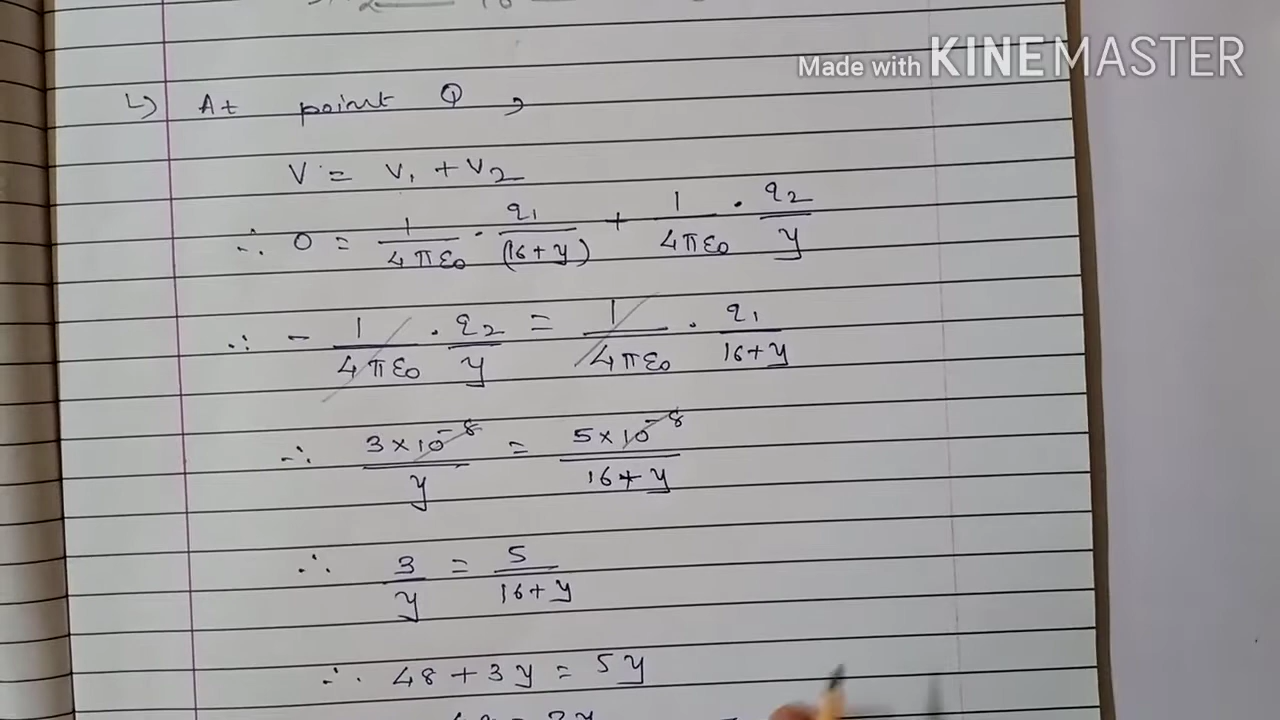 Made with KINEMASTER
↳ At point Q,
V = V₁ + V₂
∴ 0 = 1/4πε₀ · q₁/(16+y) + 1/4πε₀ · q₂/y
∴ - 1/4πε₀ · q₂/y = 1/4πε₀ · q₁/16+y
∴ 3×10⁻⁸/y = 5×10⁻⁸/16+y
∴ 3/y = 5/16+y
∴ 48 + 3y = 5y